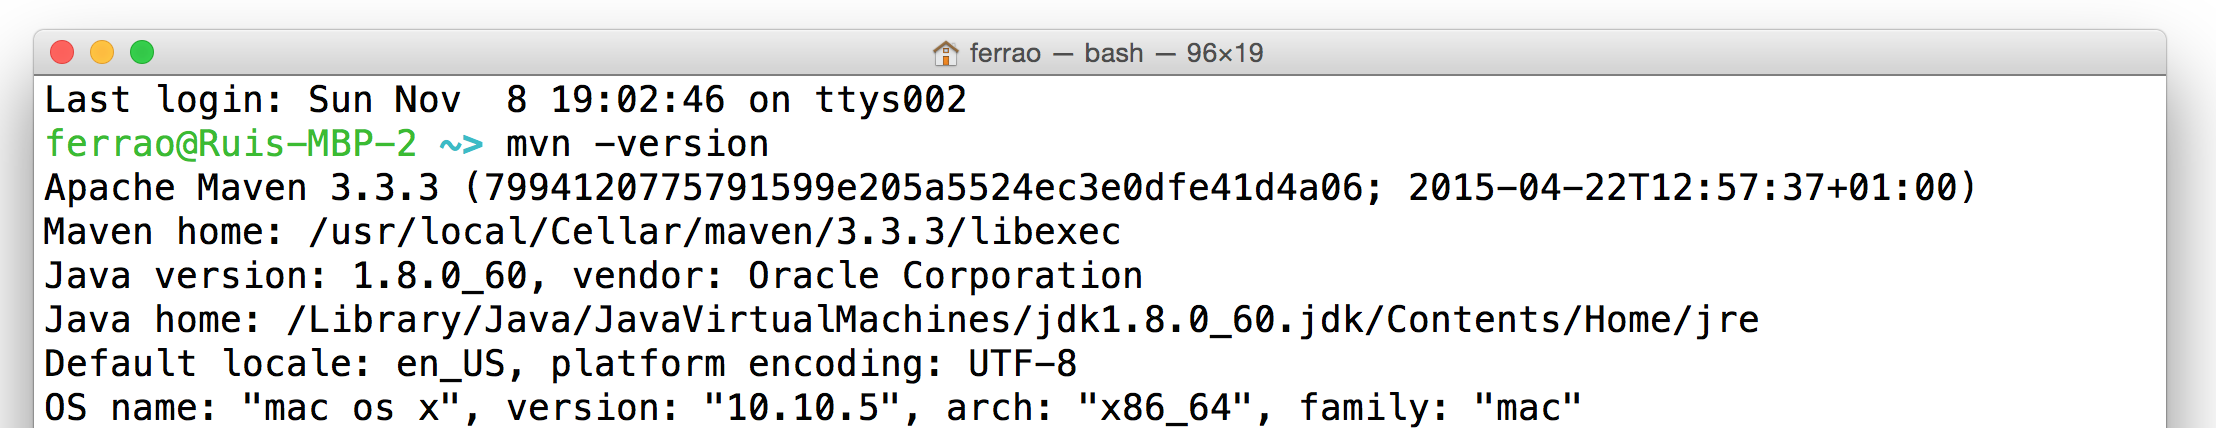 ferrao — bash — 96×19
Last login: Sun Nov  8 19:02:46 on ttys002
ferrao@Ruis-MBP-2 ~> mvn -version
Apache Maven 3.3.3 (7994120775791599e205a5524ec3e0dfe41d4a06; 2015-04-22T12:57:37+01:00)
Maven home: /usr/local/Cellar/maven/3.3.3/libexec
Java version: 1.8.0_60, vendor: Oracle Corporation
Java home: /Library/Java/JavaVirtualMachines/jdk1.8.0_60.jdk/Contents/Home/jre
Default locale: en_US, platform encoding: UTF-8
OS name: "mac os x", version: "10.10.5", arch: "x86_64", family: "mac"